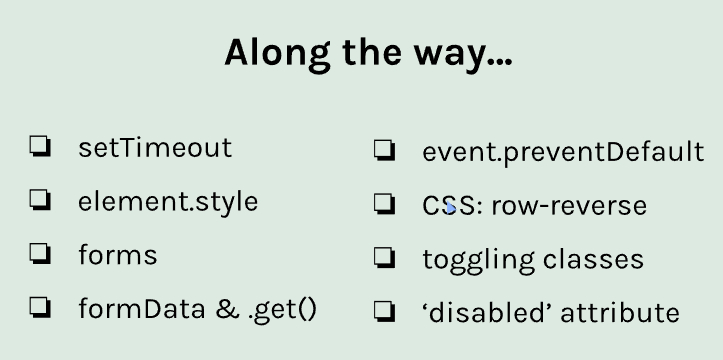 Along the way...
setTimeout
element.style
forms
formData & .get()
event.preventDefault
CSS: row-reverse
toggling classes
‘disabled’ attribute